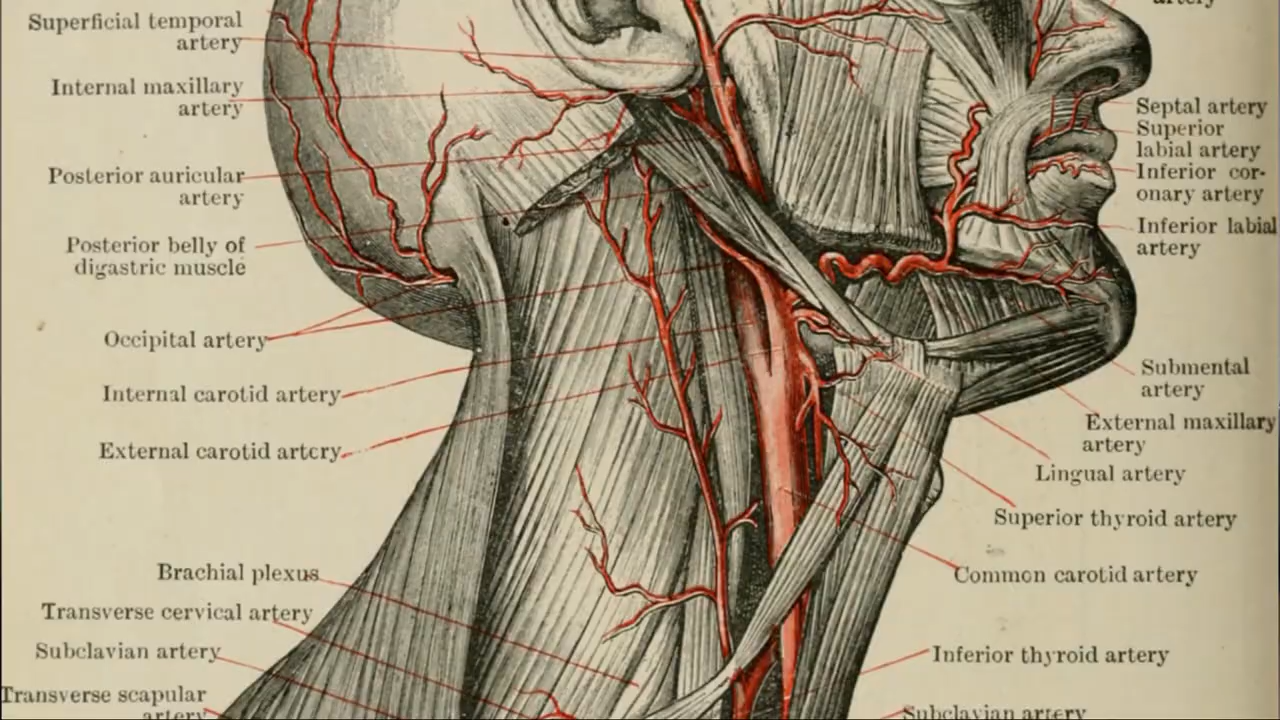 Superficial temporal
artery
Internal maxillary
artery
Posterior auricular
artery
Posterior belly of
digastric muscle
Occipital artery
Internal carotid artery
External carotid artery
Brachial plexus
Transverse cervical artery
Subclavian artery
Transverse scapular
artery
artery
Septal artery
Superior
labial artery
Inferior cor-
onary artery
Inferior labial
artery
Submental
artery
External maxillary
artery
Lingual artery
Superior thyroid artery
Common carotid artery
Inferior thyroid artery
Subclavian artery